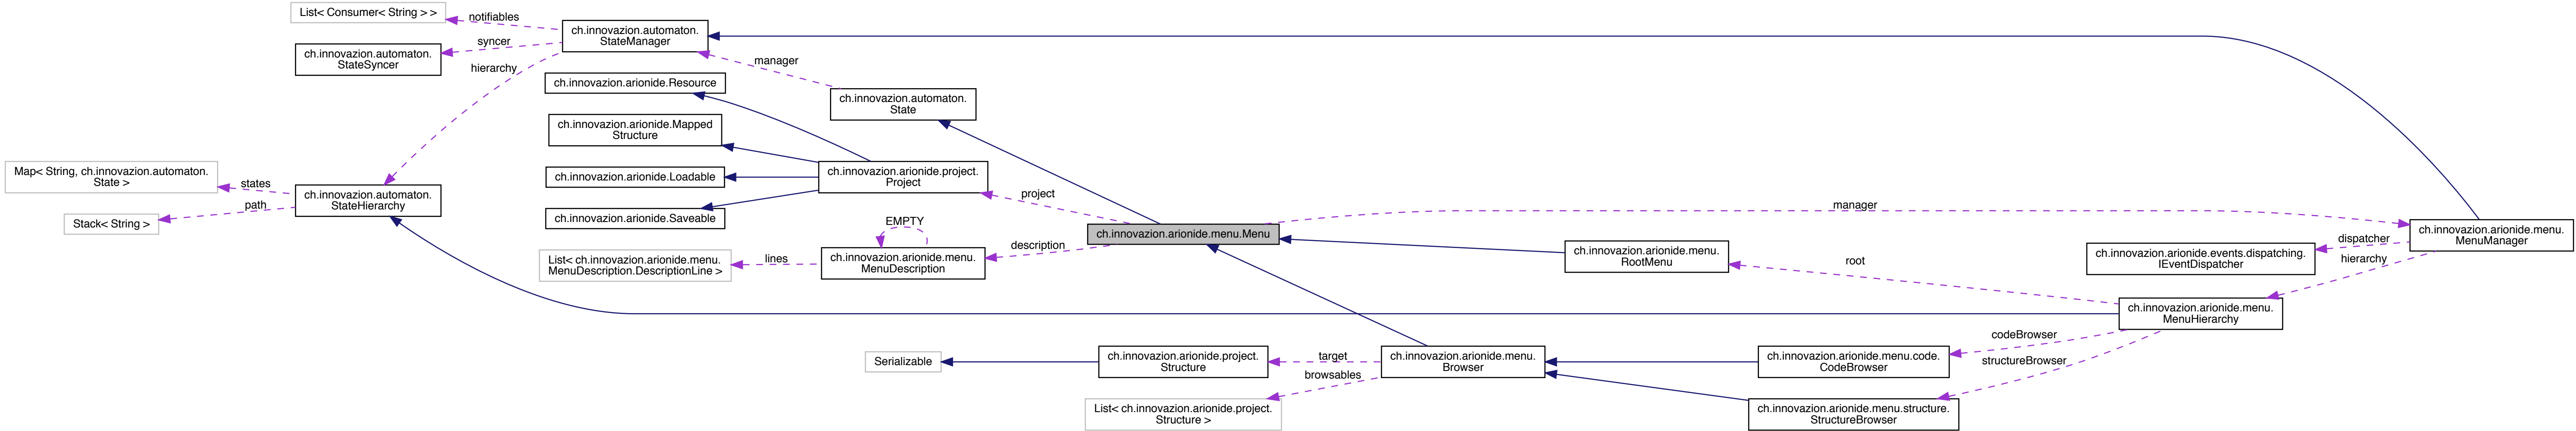 List< Consumer< String > >
notifiables
ch.innovazion.automaton.
StateManager
syncer
ch.innovazion.automaton.
StateSyncer
hierarchy
manager
ch.innovazion.arionide.Resource
ch.innovazion.automaton.
State
ch.innovazion.arionide.Mapped
Structure
Map< String, ch.innovazion.automaton.
State >
states
ch.innovazion.automaton.
StateHierarchy
path
Stack< String >
ch.innovazion.arionide.Loadable
ch.innovazion.arionide.project.
Project
project
ch.innovazion.arionide.Saveable
EMPTY
List< ch.innovazion.arionide.menu.
MenuDescription.DescriptionLine >
lines
ch.innovazion.arionide.menu.
MenuDescription
description
ch.innovazion.arionide.menu.Menu
manager
ch.innovazion.arionide.menu.
RootMenu
root
ch.innovazion.arionide.events.dispatching.
IEventDispatcher
dispatcher
hierarchy
ch.innovazion.arionide.menu.
MenuManager
ch.innovazion.arionide.menu.
MenuHierarchy
codeBrowser
structureBrowser
Serializable
ch.innovazion.arionide.project.
Structure
target
browsables
List< ch.innovazion.arionide.project.
Structure >
ch.innovazion.arionide.menu.
Browser
ch.innovazion.arionide.menu.code.
CodeBrowser
ch.innovazion.arionide.menu.structure.
StructureBrowser